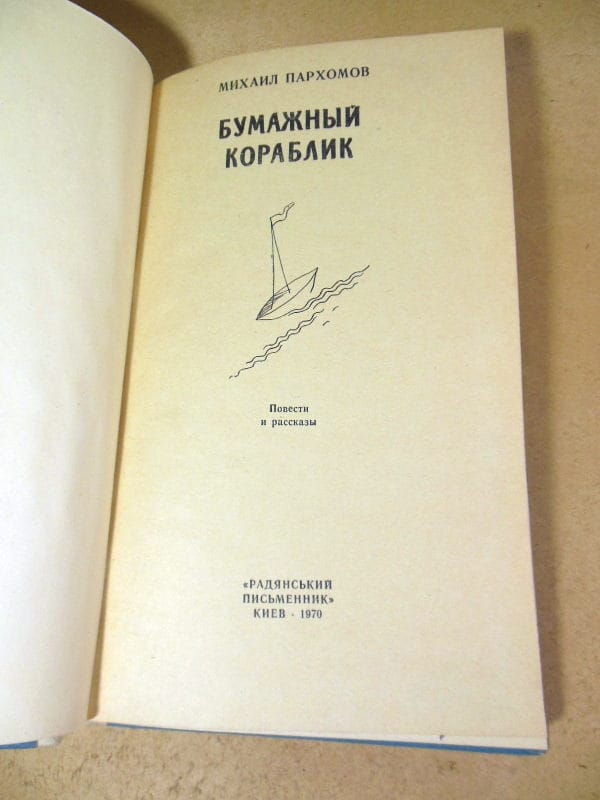 МИХАИЛ ПАРХОМОВ
БУМАЖНЫЙ
КОРАБЛИК
Повести
и рассказы
«РАДЯНСЬКИЙ
ПИСЬМЕННИК»
КИЕВ · 1970